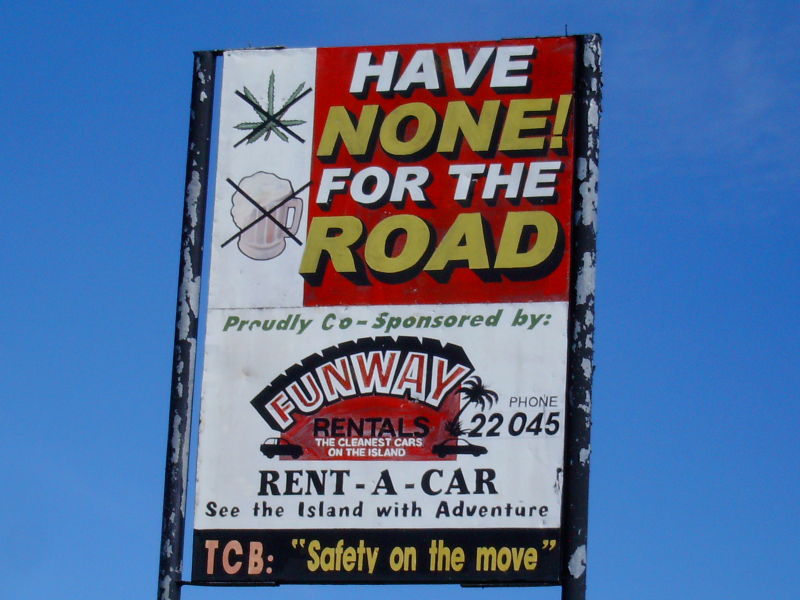 HAVE
NONE!
FOR THE
ROAD
Proudly Co-Sponsored by:
FUNWAY
RENTALS
THE CLEANEST CARS
ON THE ISLAND
PHONE
22 045
RENT-A-CAR
See the Island with Adventure
TCB: "Safety on the move"